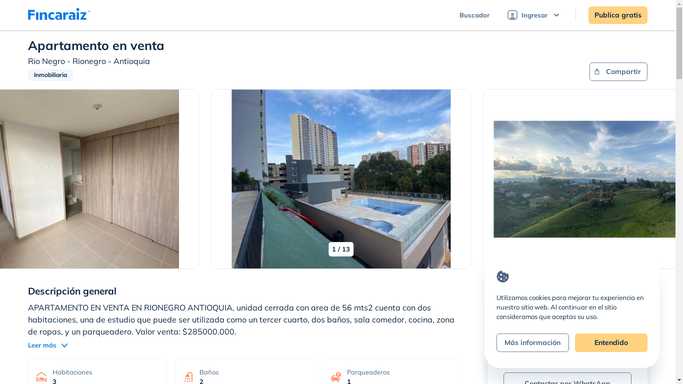 Fincaraiz
Buscador
Ingresar
Publica gratis
Apartamento en venta
Rio Negro - Rionegro - Antioquia
Inmobiliaria
Compartir
1 / 13
Descripción general
APARTAMENTO EN VENTA EN RIONEGRO ANTIOQUIA, unidad cerrada con area de 56 mts2 cuenta con dos
habitaciones, una de estudio que puede ser utilizada como un tercer cuarto, dos baños, sala comedor, cocina, zona
de ropas, y un parqueadero. Valor venta: $285000.000.
Leer más
Habitaciones
3
Baños
2
Parqueaderos
1
Utilizamos cookies para mejorar tu experiencia en
nuestro sitio web. Al continuar en el sitio
consideramos que aceptas su uso.
Más información
Entendido
Contactar por WhatsApp